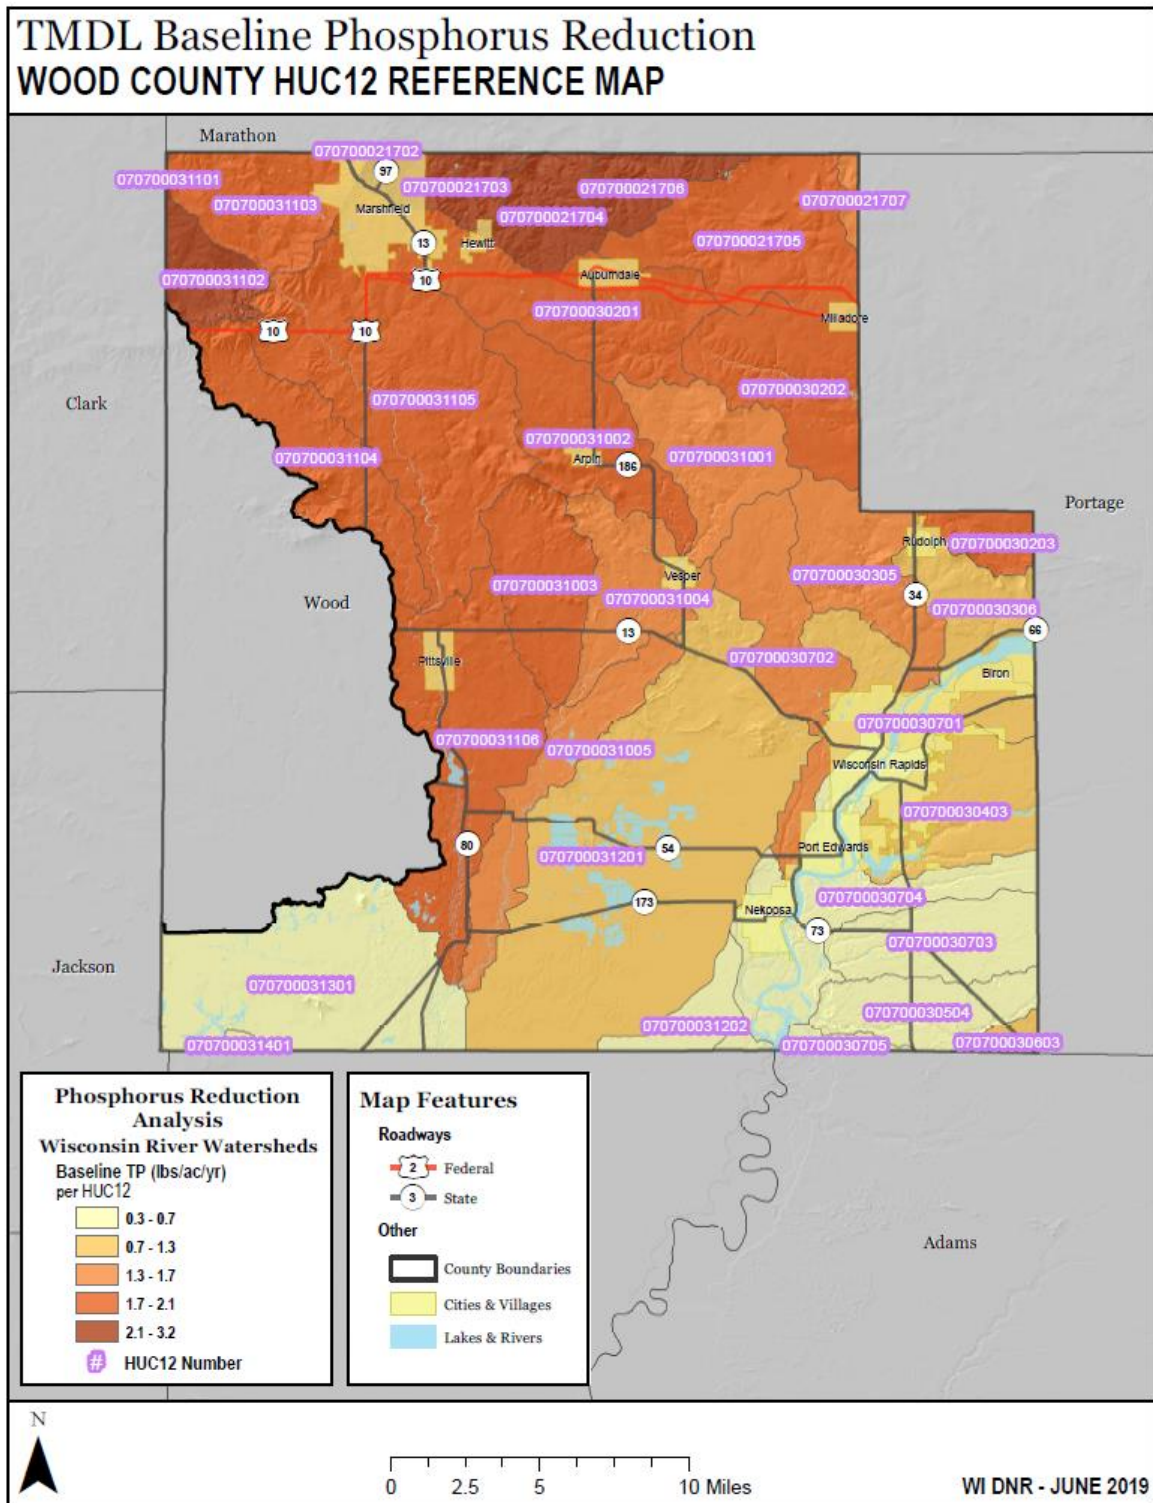 TMDL Baseline Phosphorus Reduction
WOOD COUNTY HUC12 REFERENCE MAP
Marathon
070700021702
97
070700031101
070700021703
070700021706
070700031103
070700021707
Marshfield
070700021704
13
Hewitt
070700021705
070700031102
10
Auburndale
070700030201
Milladore
10
10
070700030202
Clark
070700031105
070700031002
070700031104
Arpin
186
070700031001
Portage
Rudolph
070700030203
Vesper
070700030305
070700031003
34
Wood
070700031004
070700030306
13
66
070700030702
Pittsville
Biron
070700030701
070700031106
070700031005
Wisconsin Rapids
070700030403
80
54
Port Edwards
070700031201
070700030704
173
Nekoosa
73
070700030703
Jackson
070700031301
070700030504
070700031202
070700031401
070700030705
070700030603
Phosphorus Reduction
Analysis
Wisconsin River Watersheds
Baseline TP (lbs/ac/yr)
per HUC12
0.3 - 0.7
0.7 - 1.3
1.3 - 1.7
1.7 - 2.1
2.1 - 3.2
# HUC12 Number
Map Features
Roadways
2 Federal
3 State
Other
County Boundaries
Cities & Villages
Lakes & Rivers
Adams
N
0 2.5 5 10 Miles
WI DNR - JUNE 2019